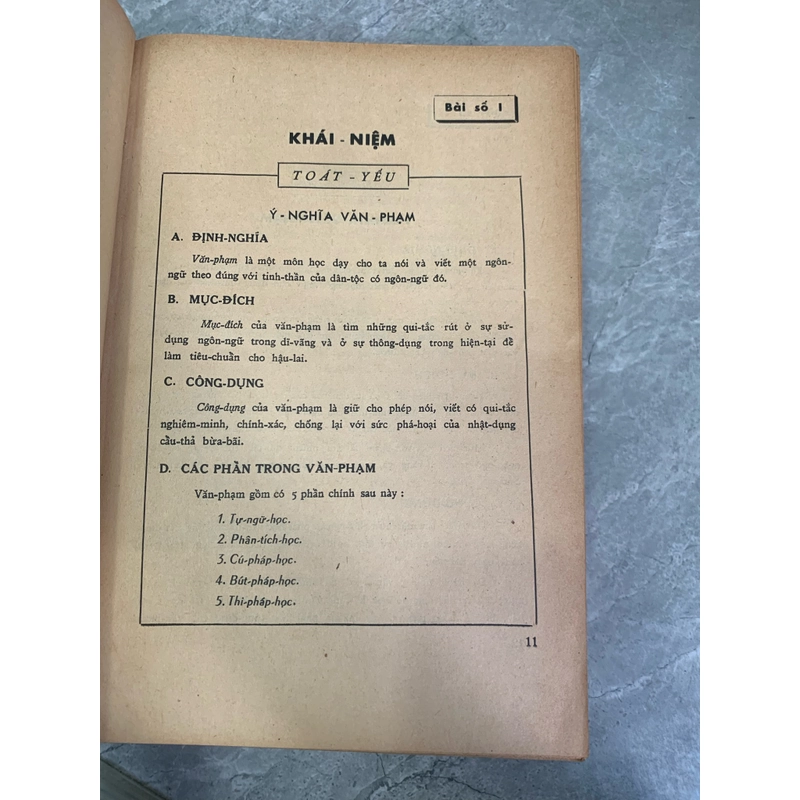 Bài số I
KHÁI - NIỆM
TOÁT - YẾU
Ý - NGHĨA VĂN - PHẠM
A. ĐỊNH-NGHĨA
Văn-phạm là một môn học dạy cho ta nói và viết một ngôn-
ngữ theo đúng với tinh-thần của dân-tộc có ngôn-ngữ đó.
B. MỤC-ĐÍCH
Mục-đích của văn-phạm là tìm những qui-tắc rút ở sự sử-
dụng ngôn-ngữ trong dĩ-vãng và ở sự thông-dụng trong hiện-tại để
làm tiêu-chuẩn cho hậu-lai.
C. CÔNG-DỤNG
Công-dụng của văn-phạm là giữ cho phép nói, viết có qui-tắc
nghiêm-minh, chính-xác, chống lại với sức phá-hoại của nhật-dụng
cẩu-thả bừa-bãi.
D. CÁC PHẦN TRONG VĂN-PHẠM
Văn-phạm gồm có 5 phần chính sau này :
1. Tự-ngữ-học.
2. Phân-tích-học.
3. Cú-pháp-học.
4. Bút-pháp-học.
5. Thi-pháp-học.
11